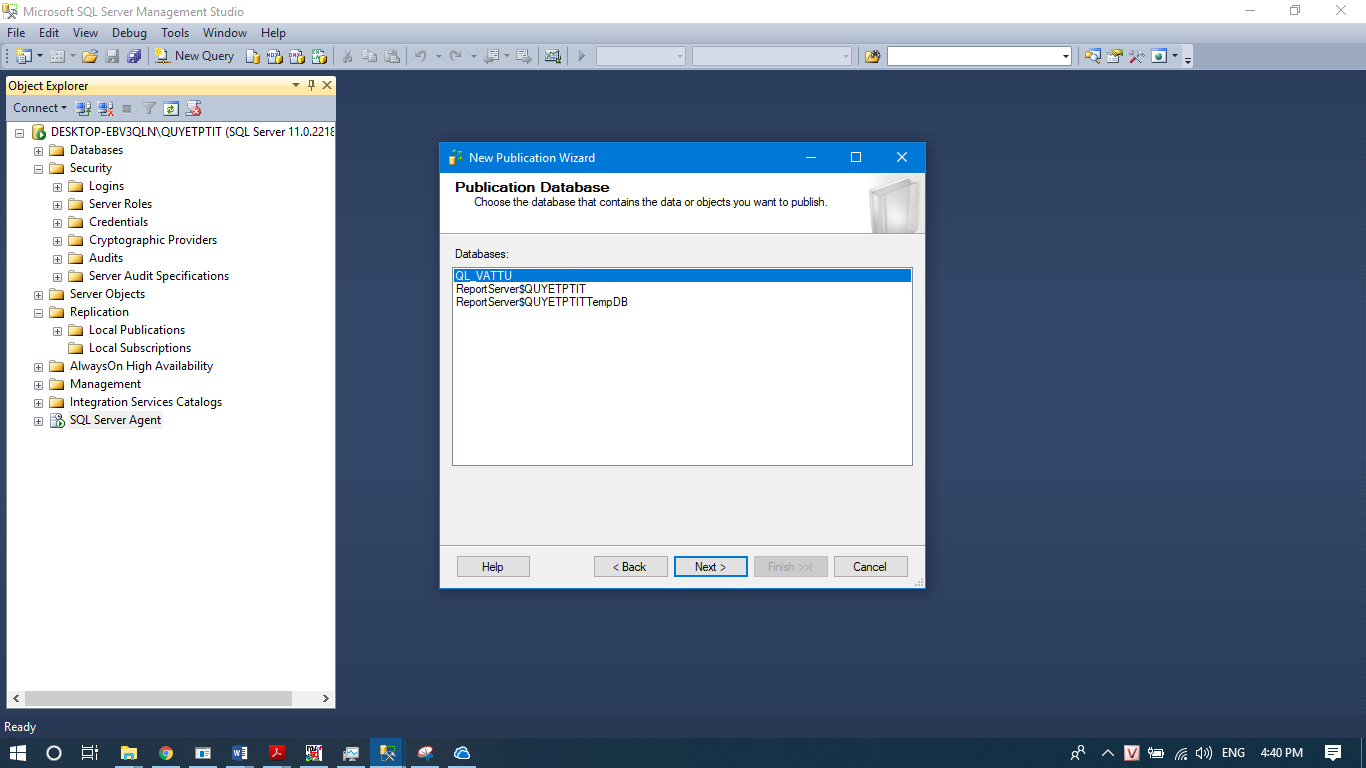 Microsoft SQL Server Management Studio
File Edit View Debug Tools Window Help
New Query
Object Explorer
Connect
DESKTOP-EBV3QLN\QUYETPTIT (SQL Server 11.0.2218
Databases
Security
Logins
Server Roles
Credentials
Cryptographic Providers
Audits
Server Audit Specifications
Server Objects
Replication
Local Publications
Local Subscriptions
AlwaysOn High Availability
Management
Integration Services Catalogs
SQL Server Agent
New Publication Wizard
Publication Database
Choose the database that contains the data or objects you want to publish.
Databases:
QL_VATTU
ReportServer$QUYETPTIT
ReportServer$QUYETPTITTempDB
Help < Back Next > Finish >>| Cancel
Ready
ENG 4:40 PM